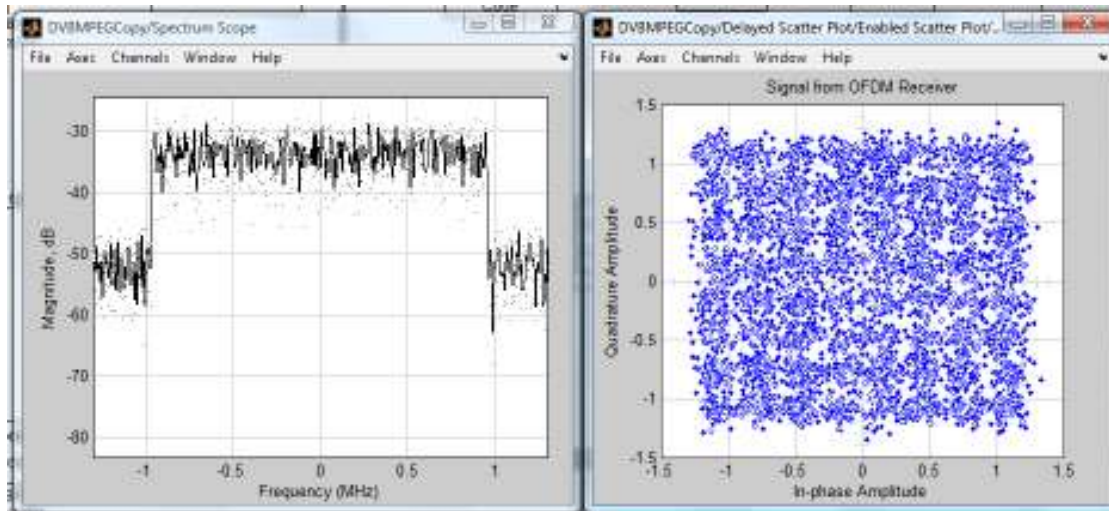 DVBMPEGCopy/Spectrum Scope
File Axes Channels Window Help
-30
-40
-50
-60
-70
-80
Magnitude, dB
-1 -0.5 0 0.5 1
Frequency (MHz)
DVBMPEGCopy/Delayed Scatter Plot/Enabled Scatter Plot/...
File Axes Channels Window Help
Signal from OFDM Receiver
1.5
1
0.5
0
-0.5
-1
-1.5
Quadrature Amplitude
-1.5 -1 -0.5 0 0.5 1 1.5
In-phase Amplitude